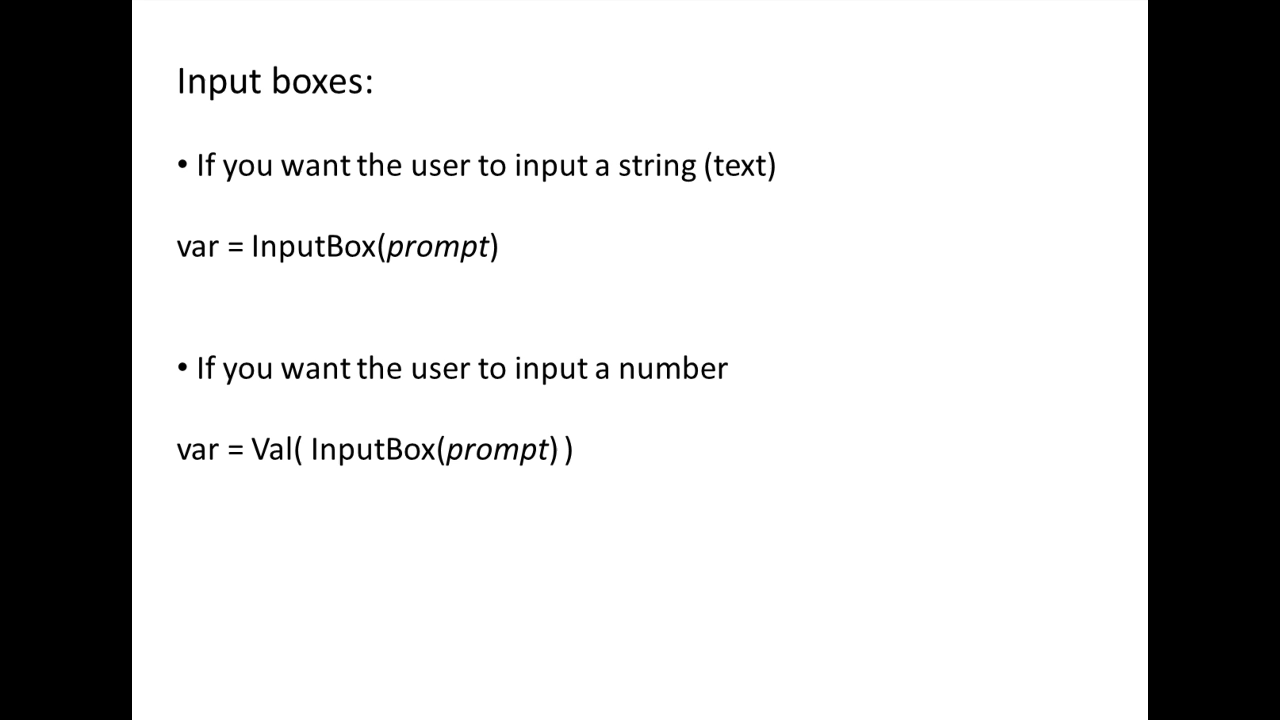 Input boxes:
• If you want the user to input a string (text)
var = InputBox(prompt)
• If you want the user to input a number
var = Val( InputBox(prompt) )